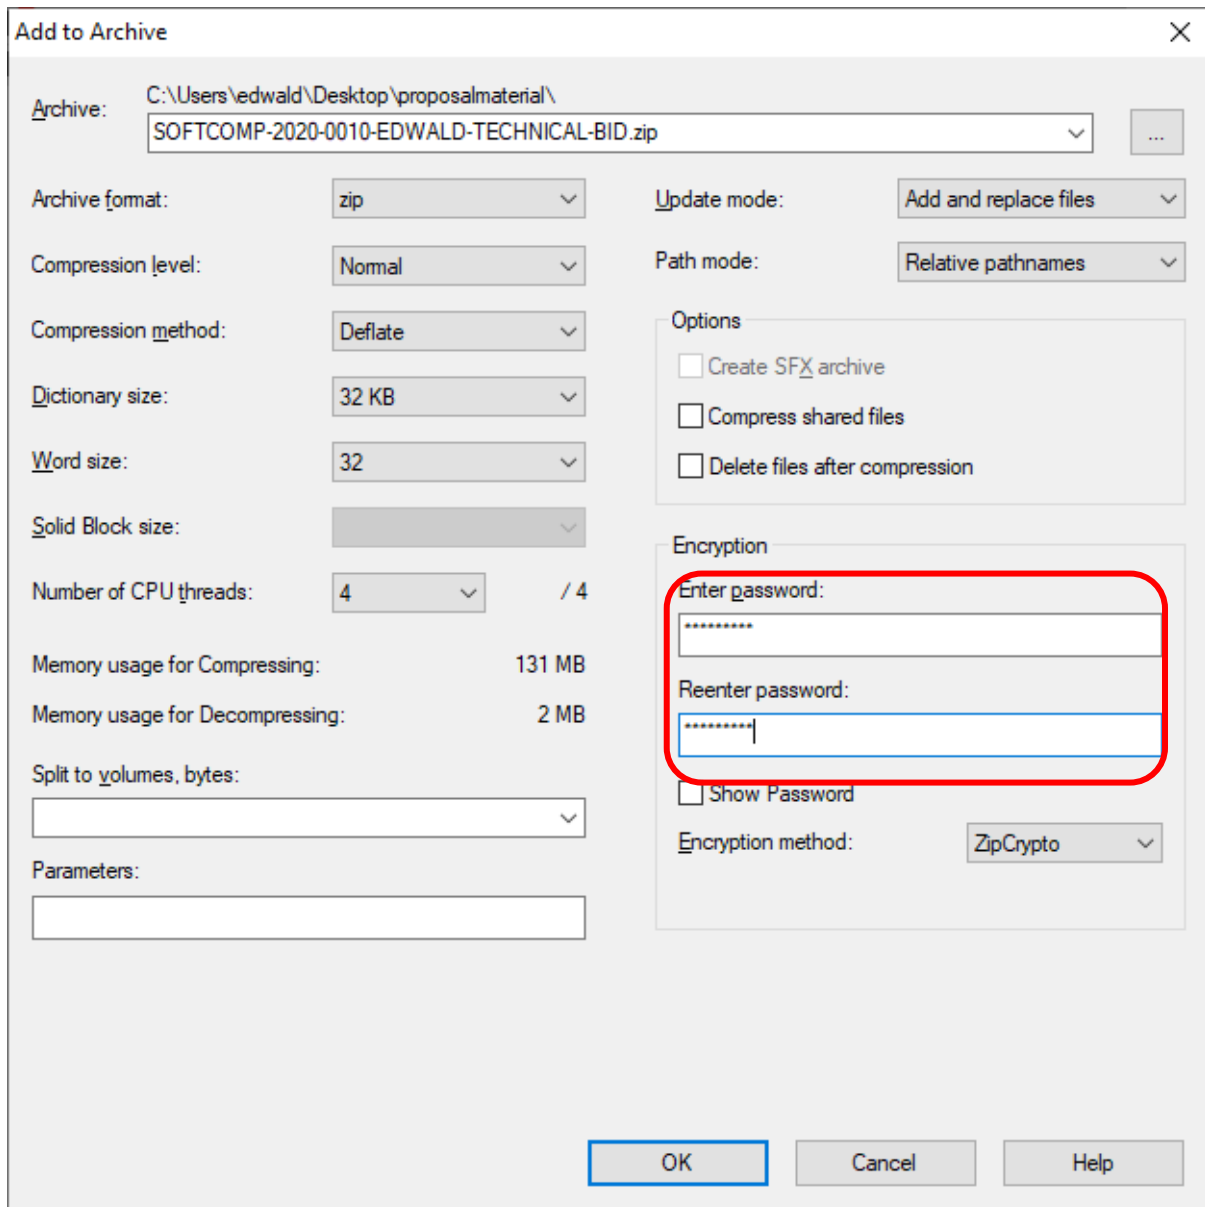 Add to Archive
Archive:
C:\Users\edwald\Desktop\proposalmaterial\
SOFTCOMP-2020-0010-EDWALD-TECHNICAL-BID.zip
...
Archive format: zip
Compression level: Normal
Compression method: Deflate
Dictionary size: 32 KB
Word size: 32
Solid Block size:
Number of CPU threads: 4 / 4
Memory usage for Compressing: 131 MB
Memory usage for Decompressing: 2 MB
Split to volumes, bytes:
Parameters:
Update mode: Add and replace files
Path mode: Relative pathnames
Options
Create SFX archive
Compress shared files
Delete files after compression
Encryption
Enter password:
*********
Reenter password:
*********
Show Password
Encryption method: ZipCrypto
OK Cancel Help